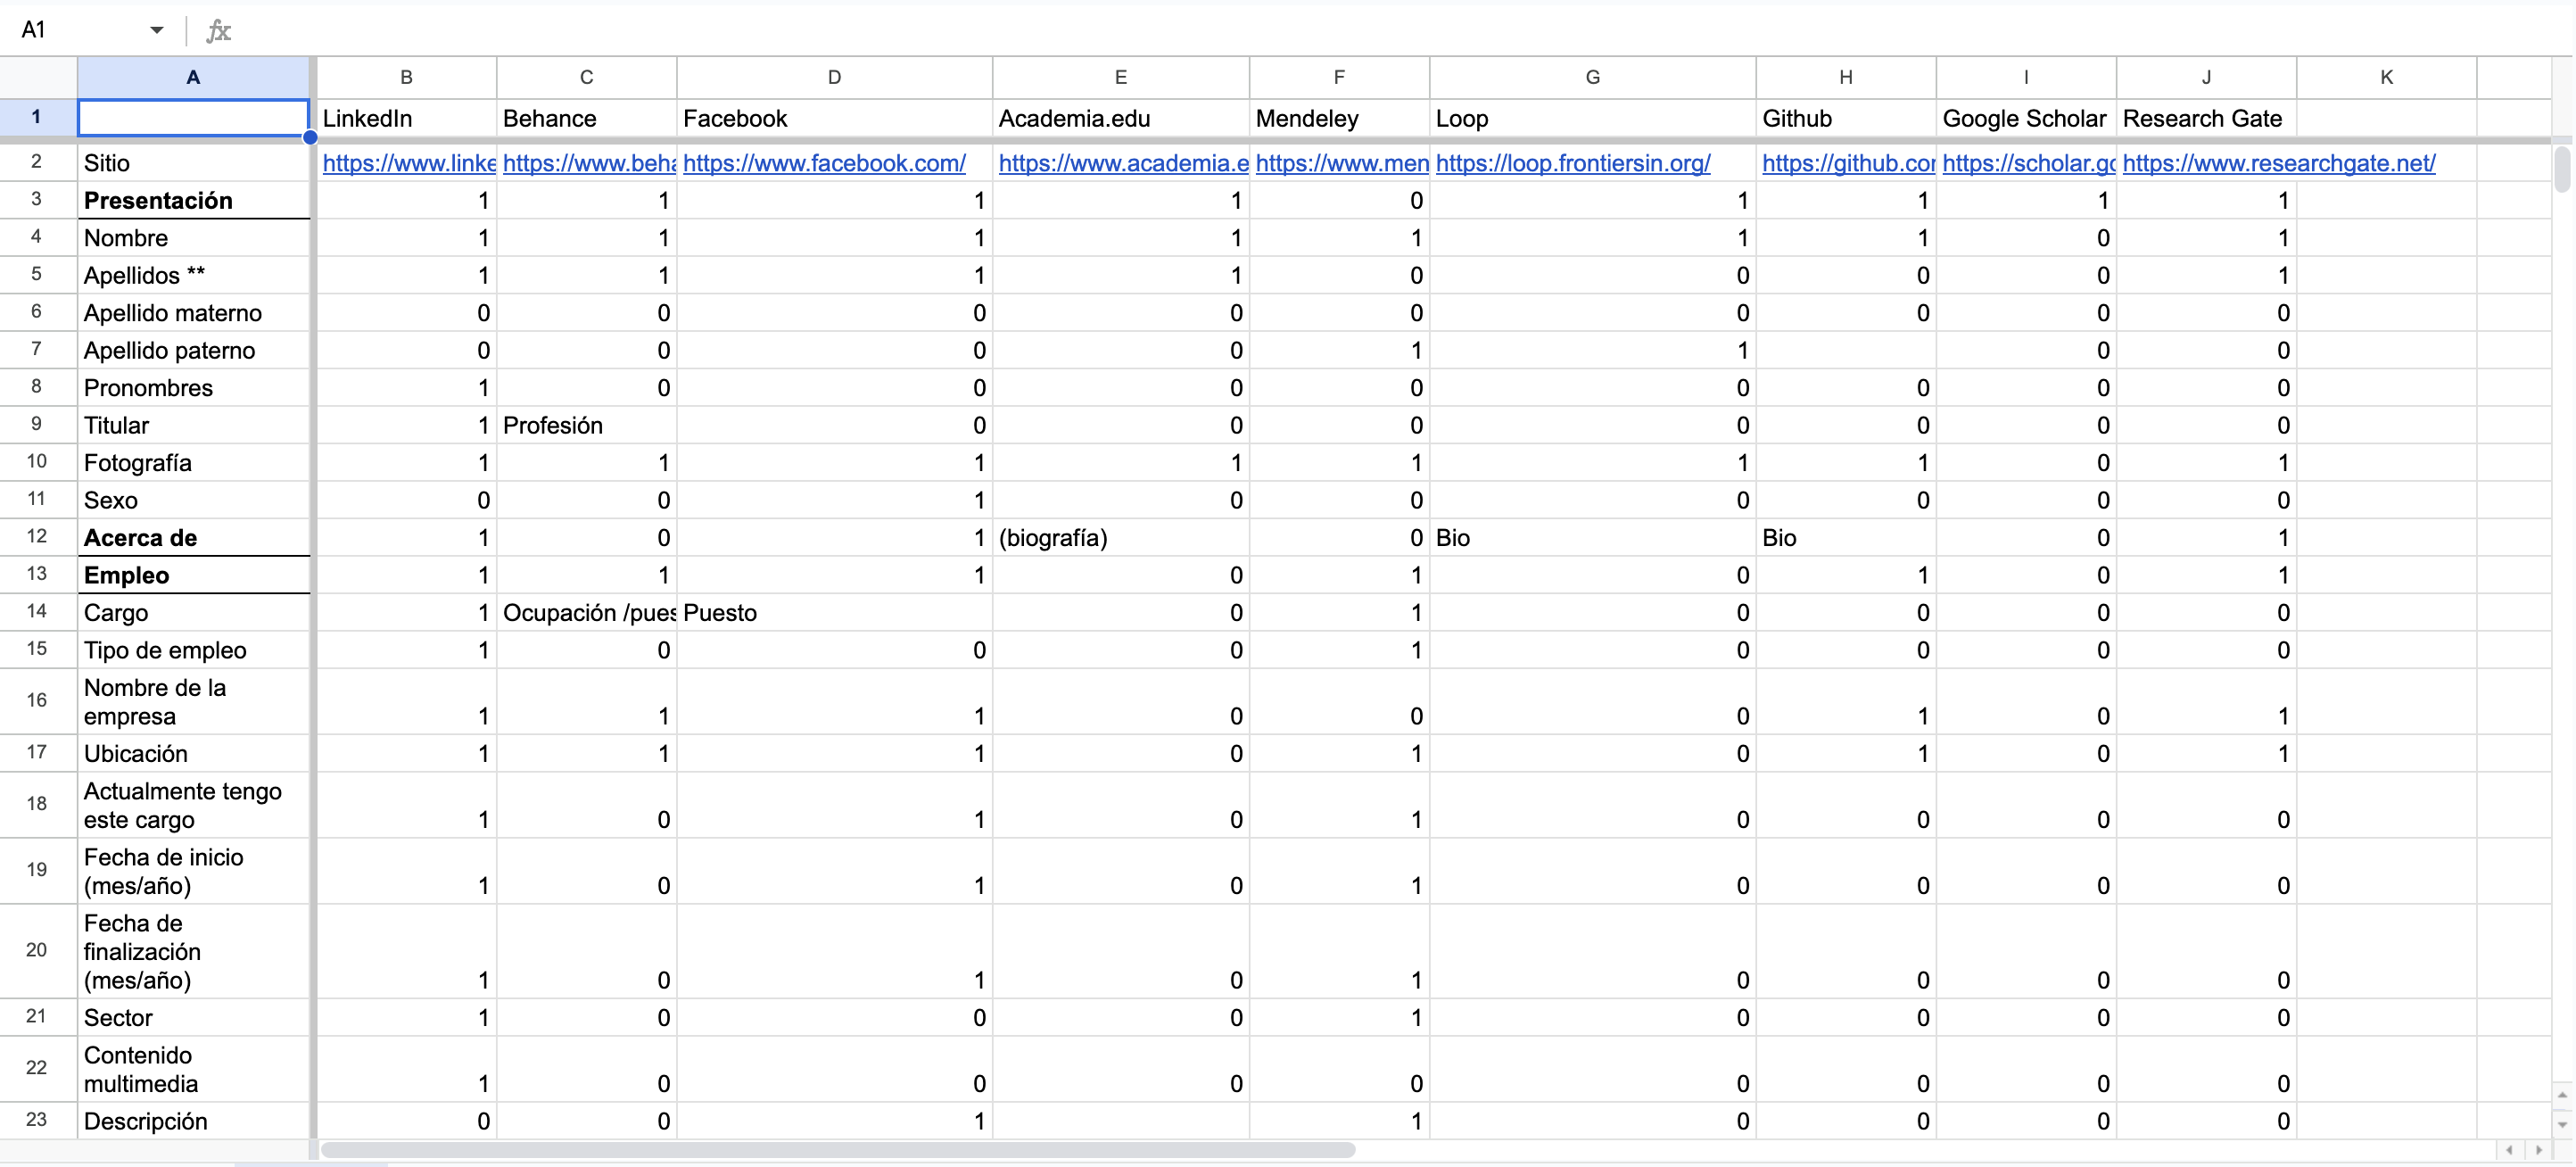 A1 fx
A B C D E F G H I J K
1 LinkedIn Behance Facebook Academia.edu Mendeley Loop Github Google Scholar Research Gate
2 Sitio https://www.linke https://www.beha https://www.facebook.com/ https://www.academia.e https://www.men https://loop.frontiersin.org/ https://github.cor https://scholar.gc https://www.researchgate.net/
3 Presentación 1 1 1 1 0 1 1 1 1
4 Nombre 1 1 1 1 1 1 1 0 1
5 Apellidos ** 1 1 1 1 0 0 0 0 1
6 Apellido materno 0 0 0 0 0 0 0 0 0
7 Apellido paterno 0 0 0 0 1 1 0 0
8 Pronombres 1 0 0 0 0 0 0 0 0
9 Titular 1 Profesión 0 0 0 0 0 0 0
10 Fotografía 1 1 1 1 1 1 1 0 1
11 Sexo 0 0 1 0 0 0 0 0 0
12 Acerca de 1 0 1 (biografía) 0 Bio Bio 0 1
13 Empleo 1 1 1 0 1 0 1 0 1
14 Cargo 1 Ocupación /pues Puesto 0 1 0 0 0 0
15 Tipo de empleo 1 0 0 0 1 0 0 0 0
16 Nombre de la
empresa 1 1 1 0 0 0 1 0 1
17 Ubicación 1 1 1 0 1 0 1 0 1
18 Actualmente tengo
este cargo 1 0 1 0 1 0 0 0 0
19 Fecha de inicio
(mes/año) 1 0 1 0 1 0 0 0 0
20 Fecha de
finalización
(mes/año) 1 0 1 0 1 0 0 0 0
21 Sector 1 0 0 0 1 0 0 0 0
22 Contenido
multimedia 1 0 0 0 0 0 0 0 0
23 Descripción 0 0 1 1 0 0 0 0